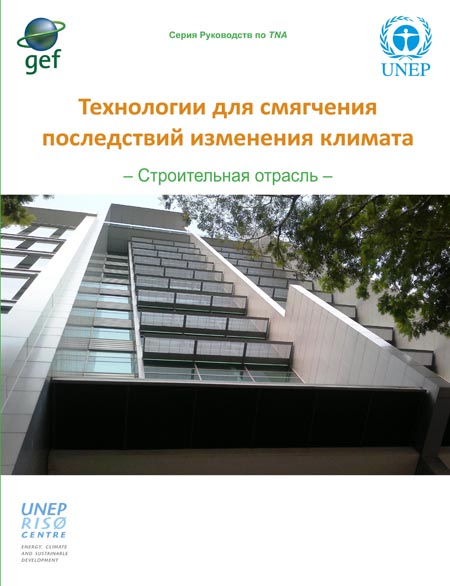 gef
Серия Руководств по TNA
UNEP
Технологии для смягчения
последствий изменения климата
– Строительная отрасль –
UNEP
RISØ
CENTRE
ENERGY, CLIMATE
AND SUSTAINABLE
DEVELOPMENT